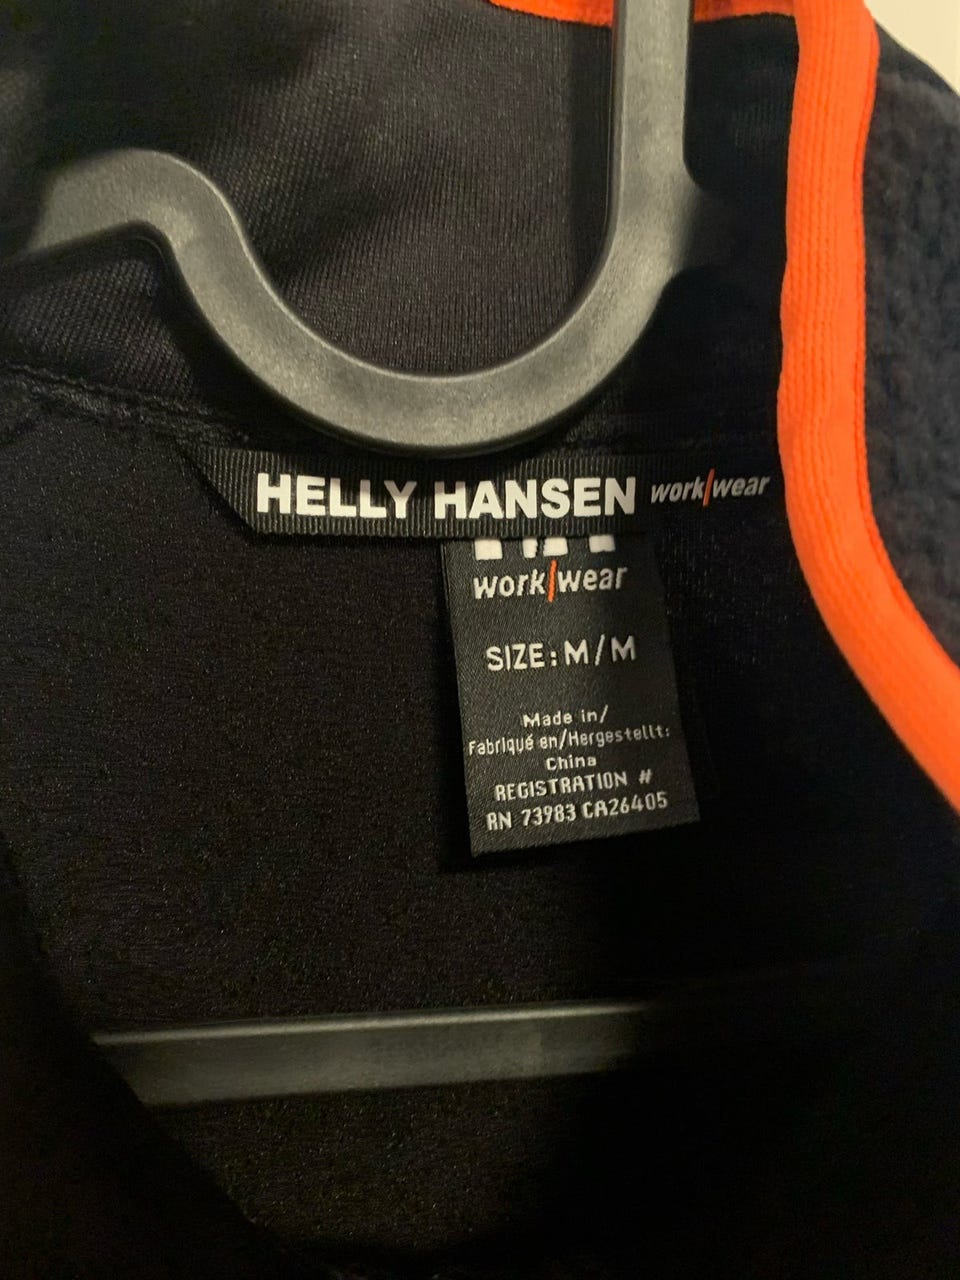 HELLY HANSEN work/wear
work/wear
SIZE: M/M
Made in/
Fabriqué en/Hergestellt:
China
REGISTRATION #
RN 73983 CA26405